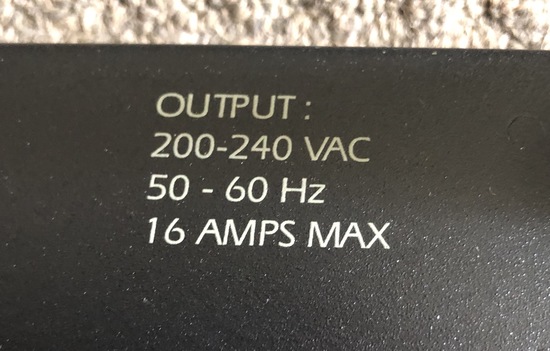 OUTPUT :
200-240 VAC
50 - 60 Hz
16 AMPS MAX